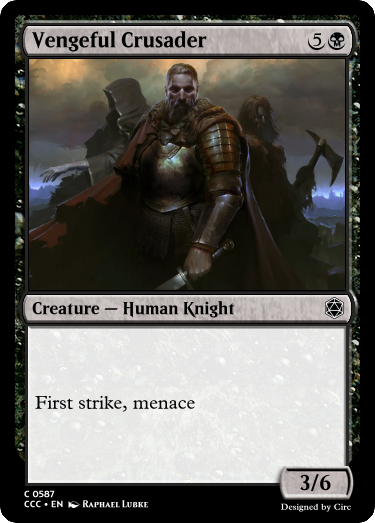 Vengeful Crusader 5
Creature — Human Knight
First strike, menace
3/6
C 0587
CCC • EN Raphael Lubke
Designed by Circ